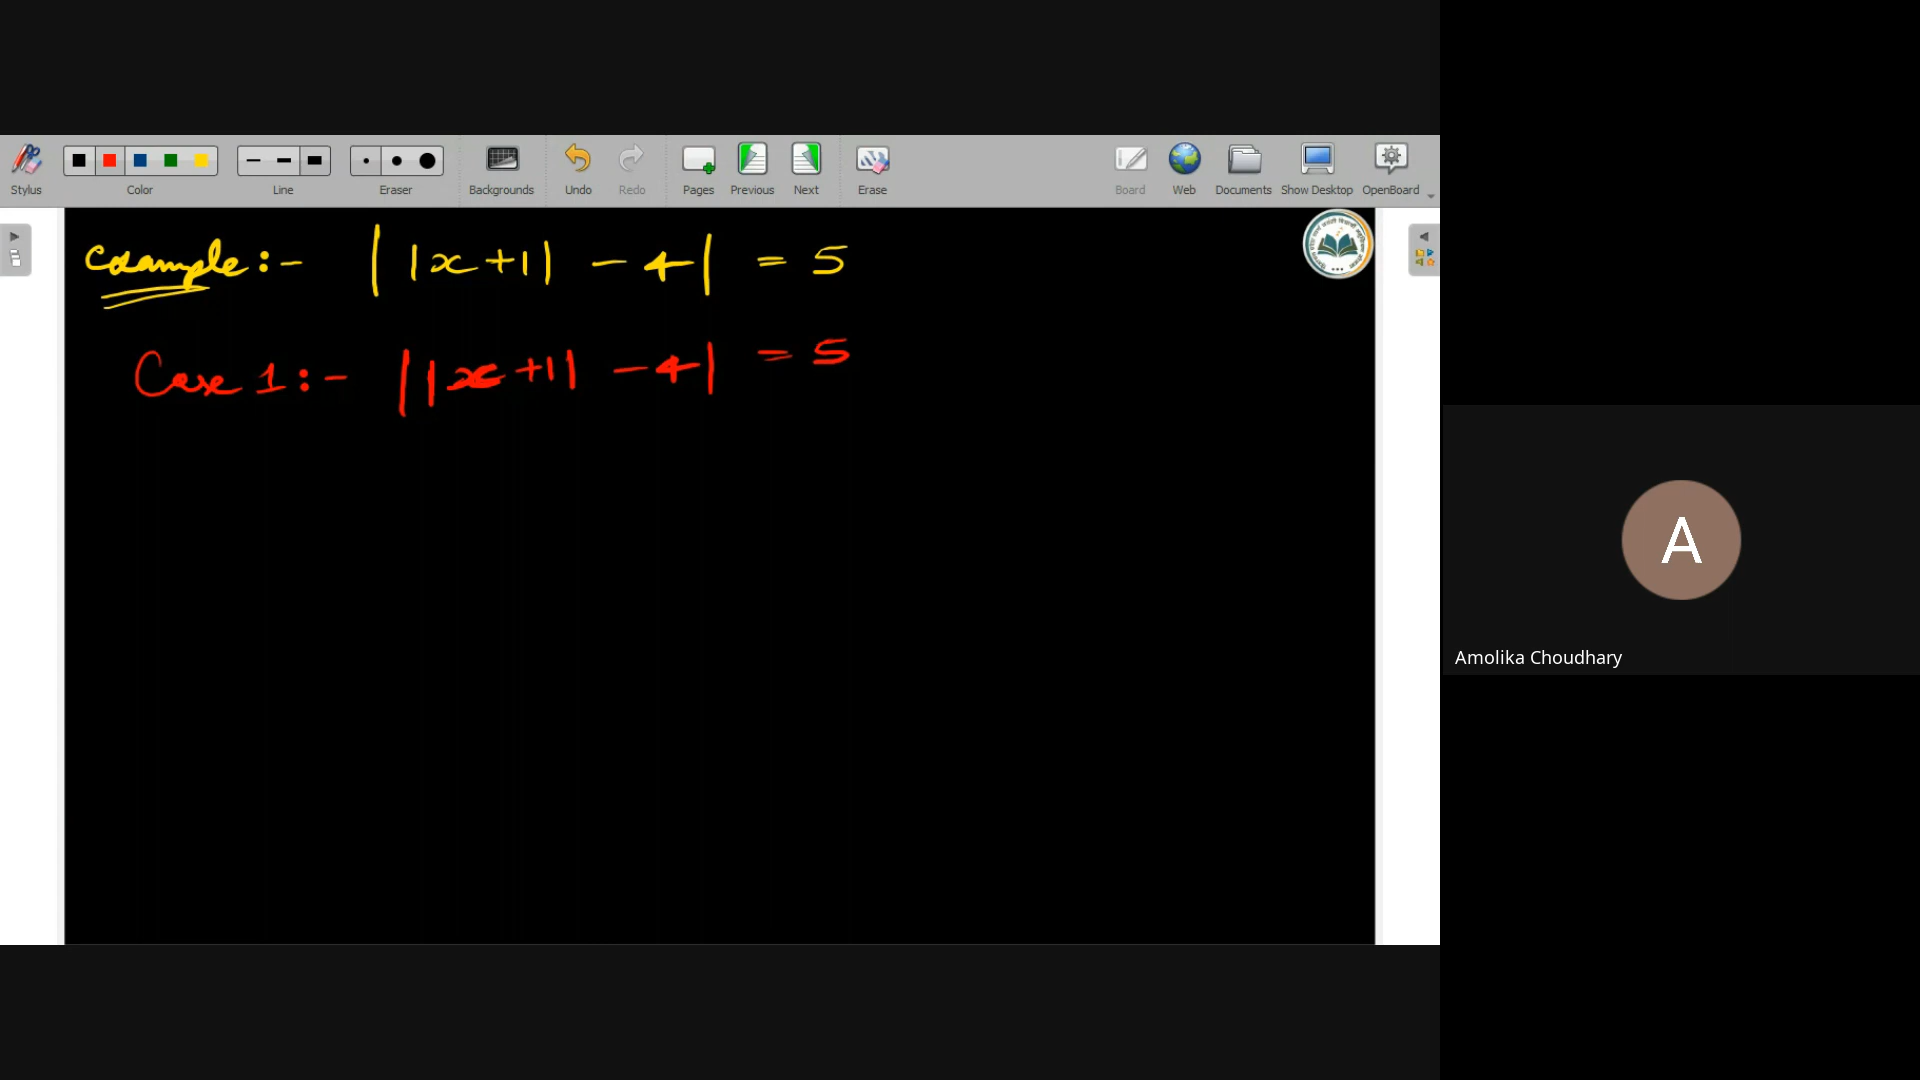 Stylus Color Line Eraser Backgrounds Undo Redo Pages Previous Next Erase Board Web Documents Show Desktop OpenBoard
example :- | |x+1| - 4| = 5
Case 1 :- | |x+1| - 4| = 5
A
Amolika Choudhary